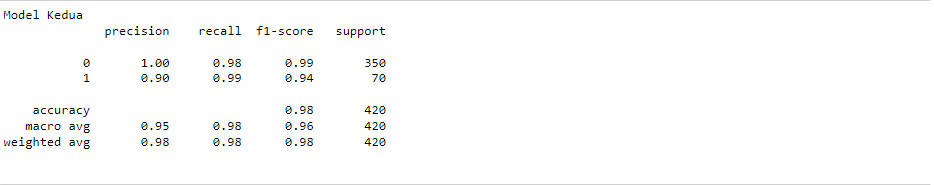 Model Kedua
precision recall f1-score support
0 1.00 0.98 0.99 350
1 0.90 0.99 0.94 70
accuracy 0.98 420
macro avg 0.95 0.98 0.96 420
weighted avg 0.98 0.98 0.98 420